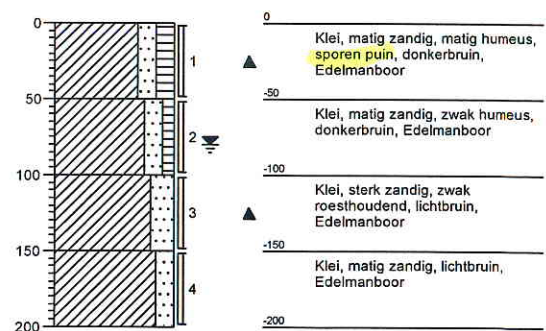 0
0
Klei, matig zandig, matig humeus,
sporen puin, donkerbruin,
Edelmanboor
1
50
-50
Klei, matig zandig, zwak humeus,
donkerbruin, Edelmanboor
2
100
-100
Klei, sterk zandig, zwak
roesthoudend, lichtbruin,
Edelmanboor
3
150
-150
Klei, matig zandig, lichtbruin,
Edelmanboor
4
200
-200